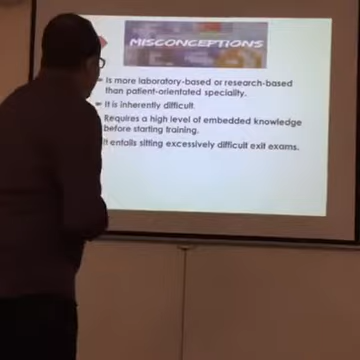 MISCONCEPTIONS
Is more laboratory-based or research-based
than patient-orientated speciality.
It is inherently difficult
Requires a high level of embedded knowledge
before starting training.
It entails sitting excessively difficult exit exams.